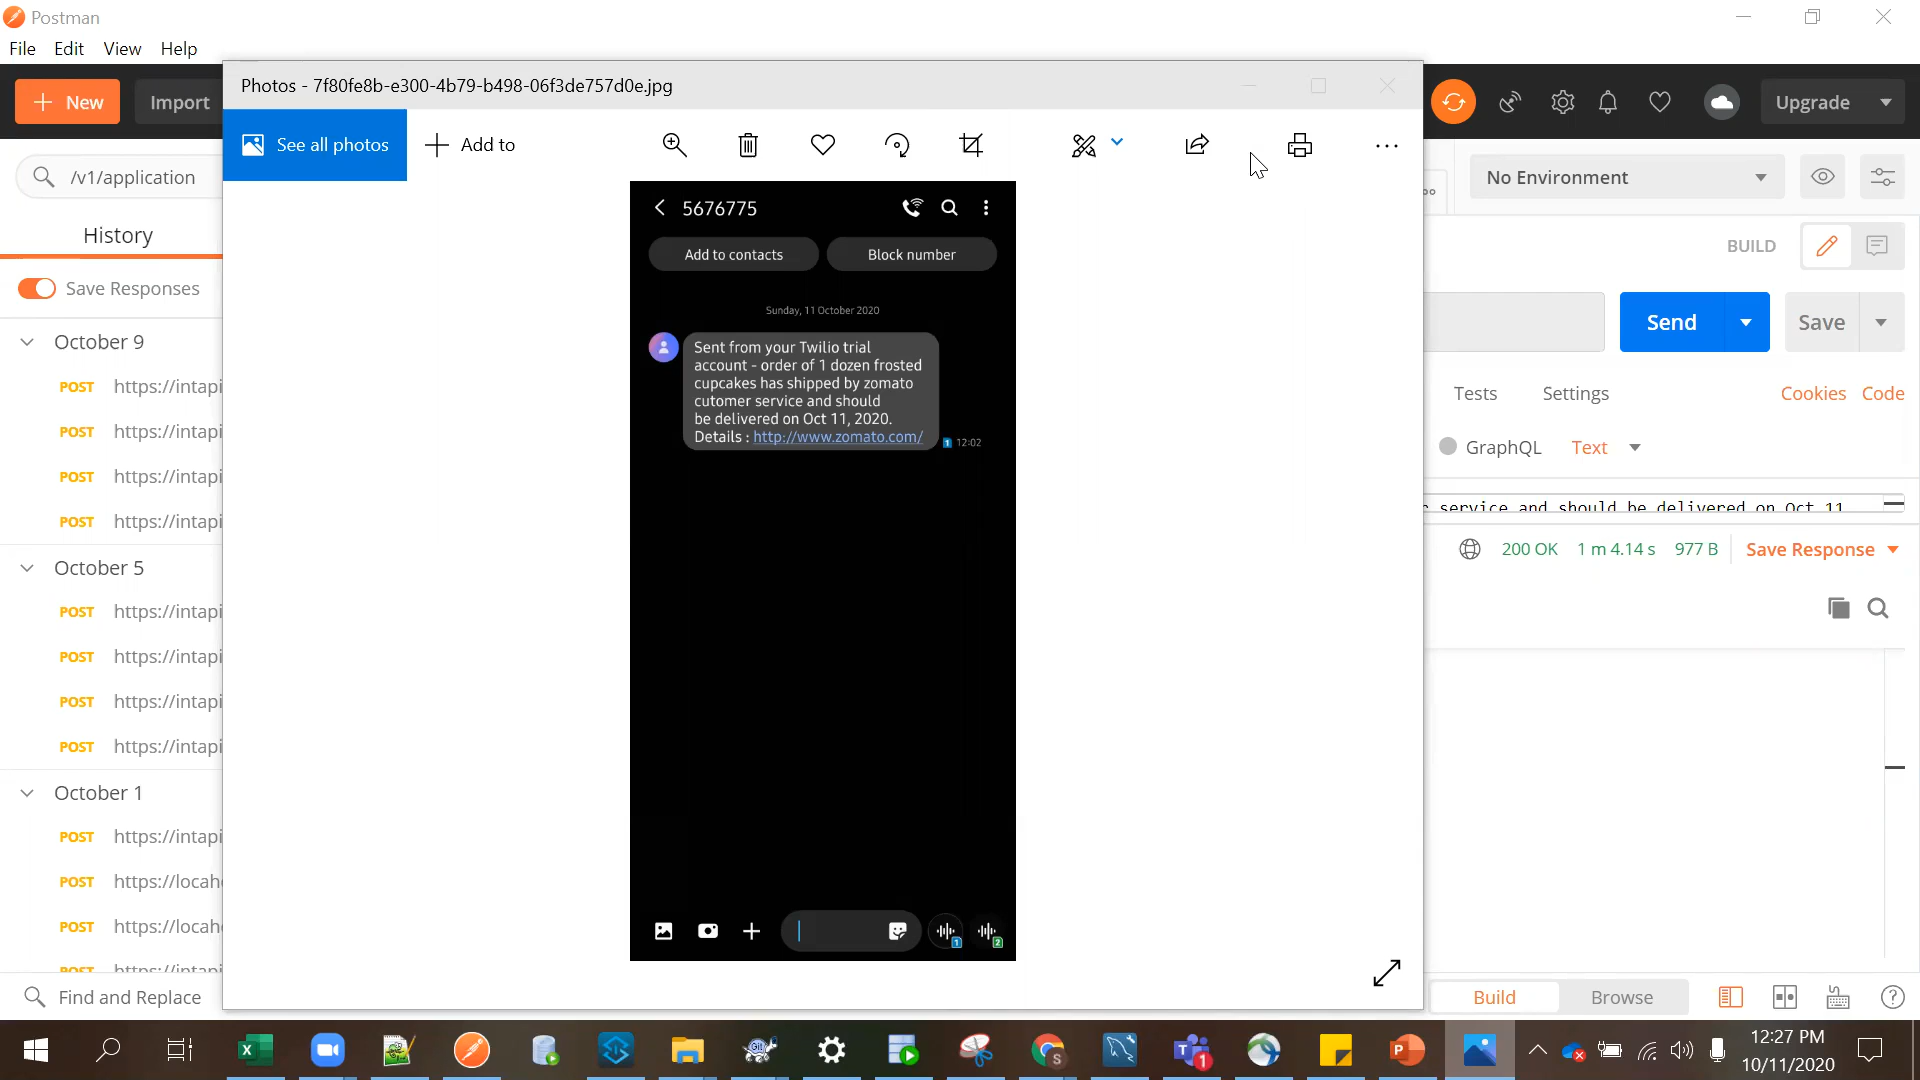 Postman
File Edit View Help
New Import
Upgrade
/v1/application
No Environment
History
BUILD
Save Responses
Send
Save
October 9
POST https://intapi
POST https://intapi
POST https://intapi
POST https://intapi
October 5
POST https://intapi
POST https://intapi
POST https://intapi
POST https://intapi
October 1
POST https://intapi
POST https://locah
POST https://locah
POST https://intapi
Find and Replace
Photos - 7f80fe8b-e300-4b79-b498-06f3de757d0e.jpg
See all photos
Add to
5676775
Add to contacts
Block number
Sunday, 11 October 2020
Sent from your Twilio trial
account - order of 1 dozen frosted
cupcakes has shipped by zomato
cutomer service and should
be delivered on Oct 11, 2020.
Details : http://www.zomato.com/
1 12:02
1
2
Tests Settings Cookies Code
GraphQL Text
service and should be delivered on Oct 11
200 OK 1 m 4.14 s 977 B Save Response
Build Browse
12:27 PM
10/11/2020